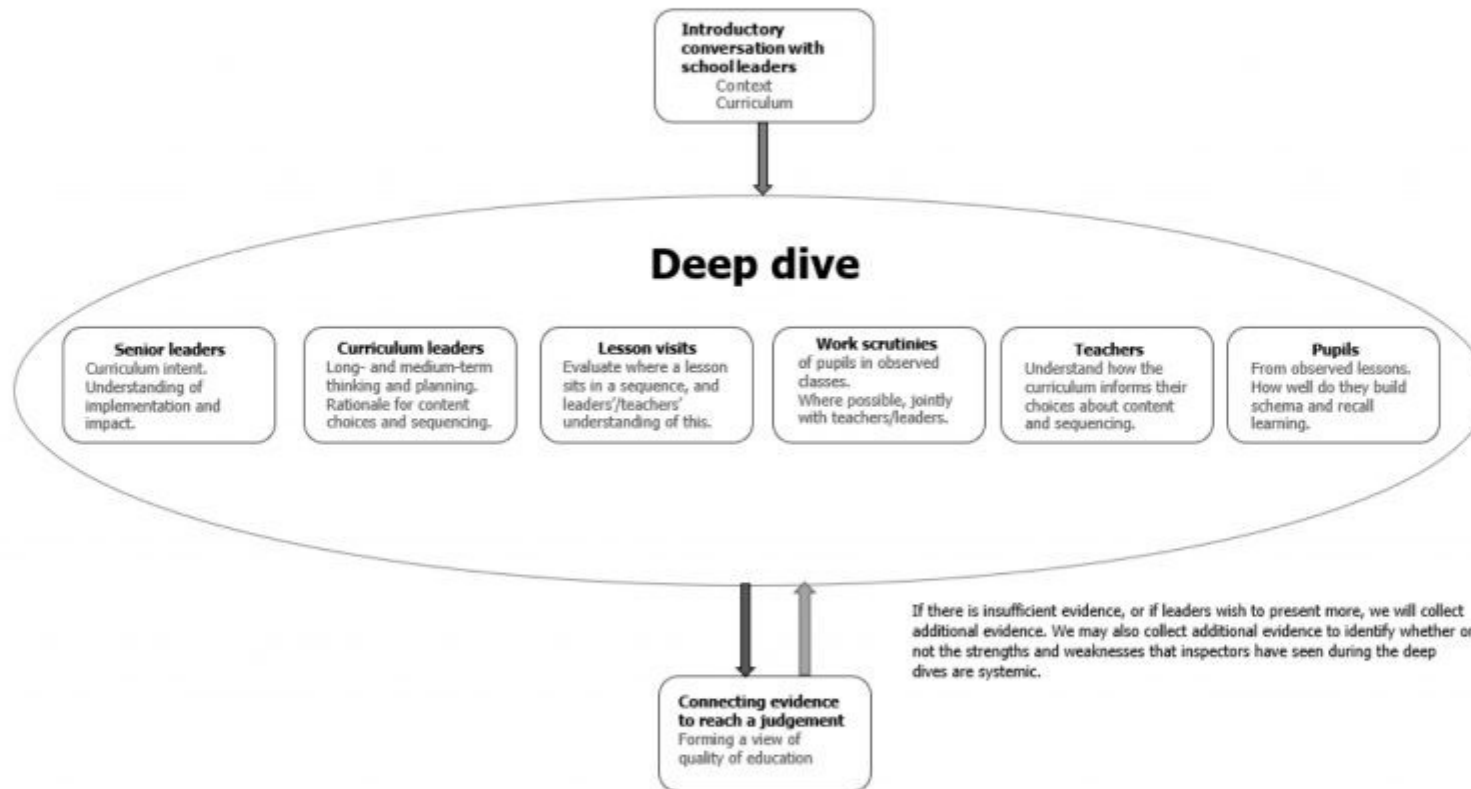 Introductory
conversation with
school leaders
Context
Curriculum
Deep dive
Senior leaders
Curriculum intent.
Understanding of
implementation and
impact.
Curriculum leaders
Long- and medium-term
thinking and planning.
Rationale for content
choices and sequencing.
Lesson visits
Evaluate where a lesson
sits in a sequence, and
leaders'/teachers'
understanding of this.
Work scrutinies
of pupils in observed
classes.
Where possible, jointly
with teachers/leaders.
Teachers
Understand how the
curriculum informs their
choices about content
and sequencing.
Pupils
From observed lessons.
How well do they build
schema and recall
learning.
If there is insufficient evidence, or if leaders wish to present more, we will collect
additional evidence. We may also collect additional evidence to identify whether or
not the strengths and weaknesses that inspectors have seen during the deep
dives are systemic.
Connecting evidence
to reach a judgement
Forming a view of
quality of education